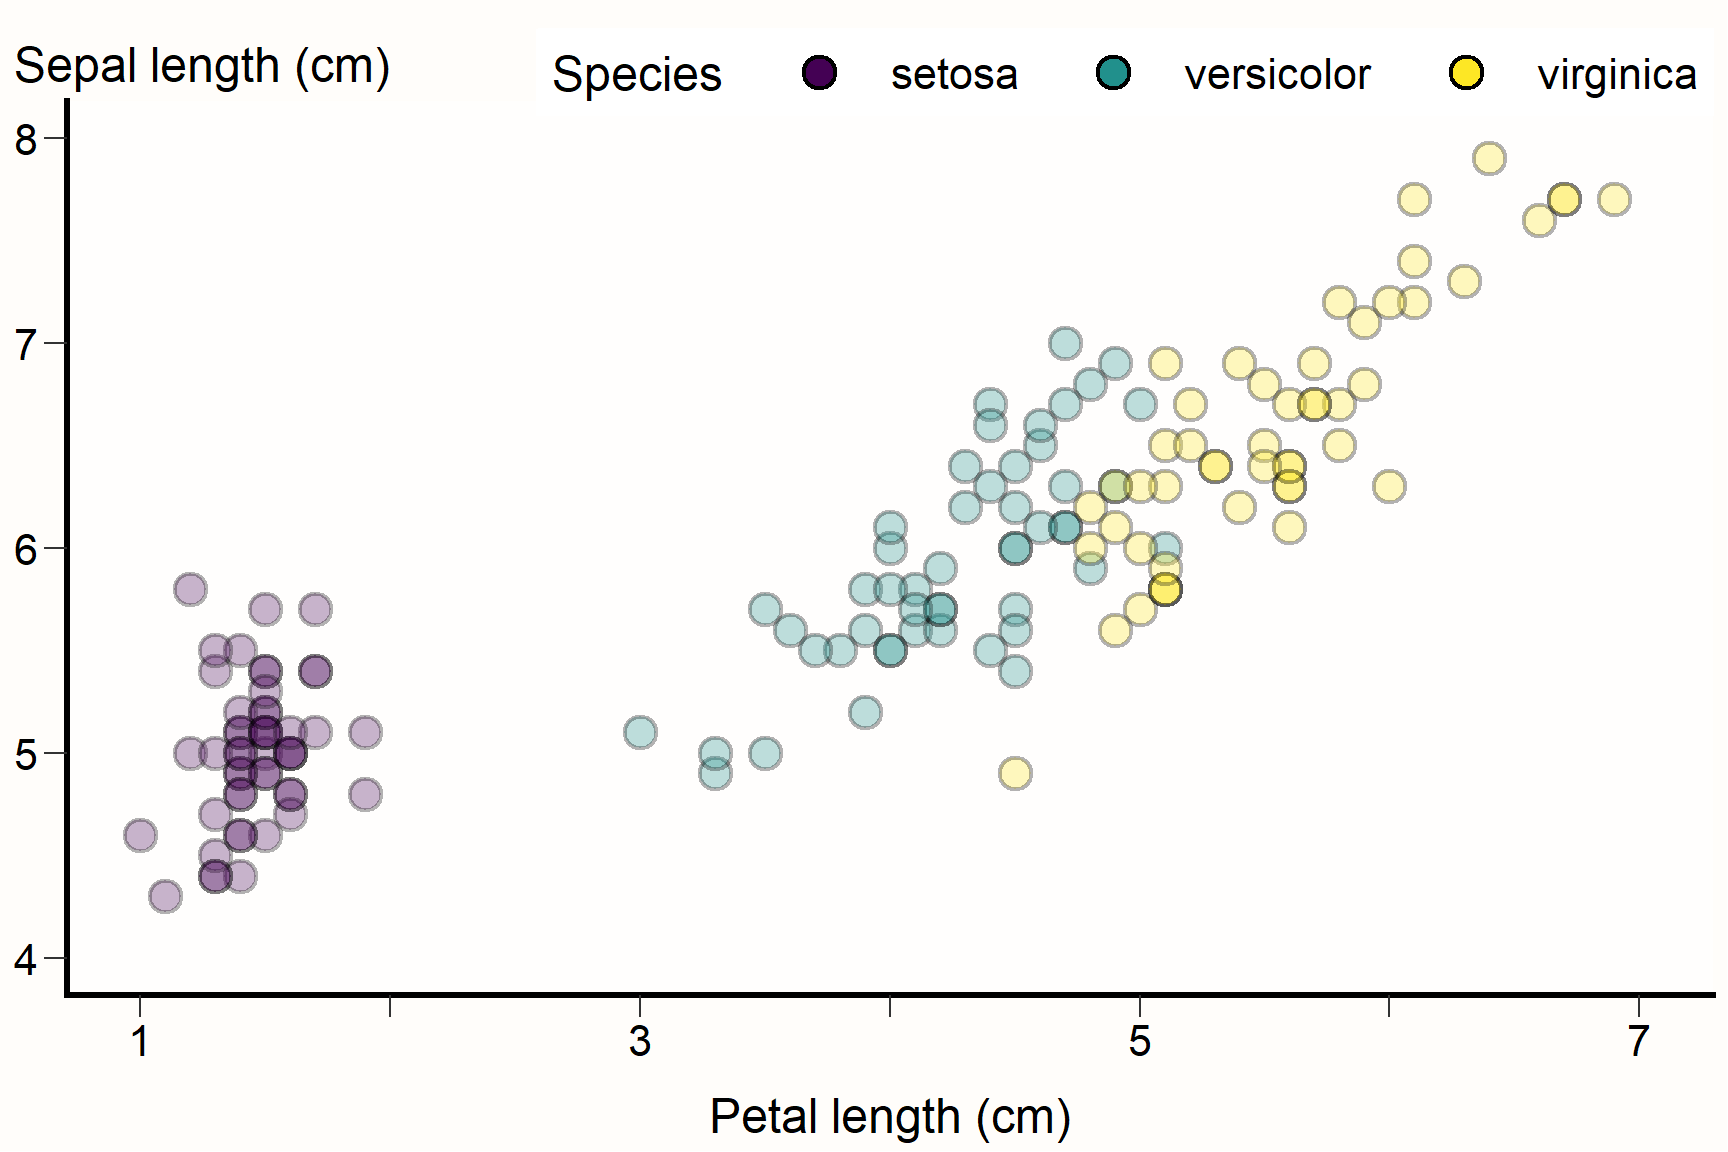 Sepal length (cm)
Species setosa versicolor virginica
8
7
6
5
4
1 3 5 7
Petal length (cm)